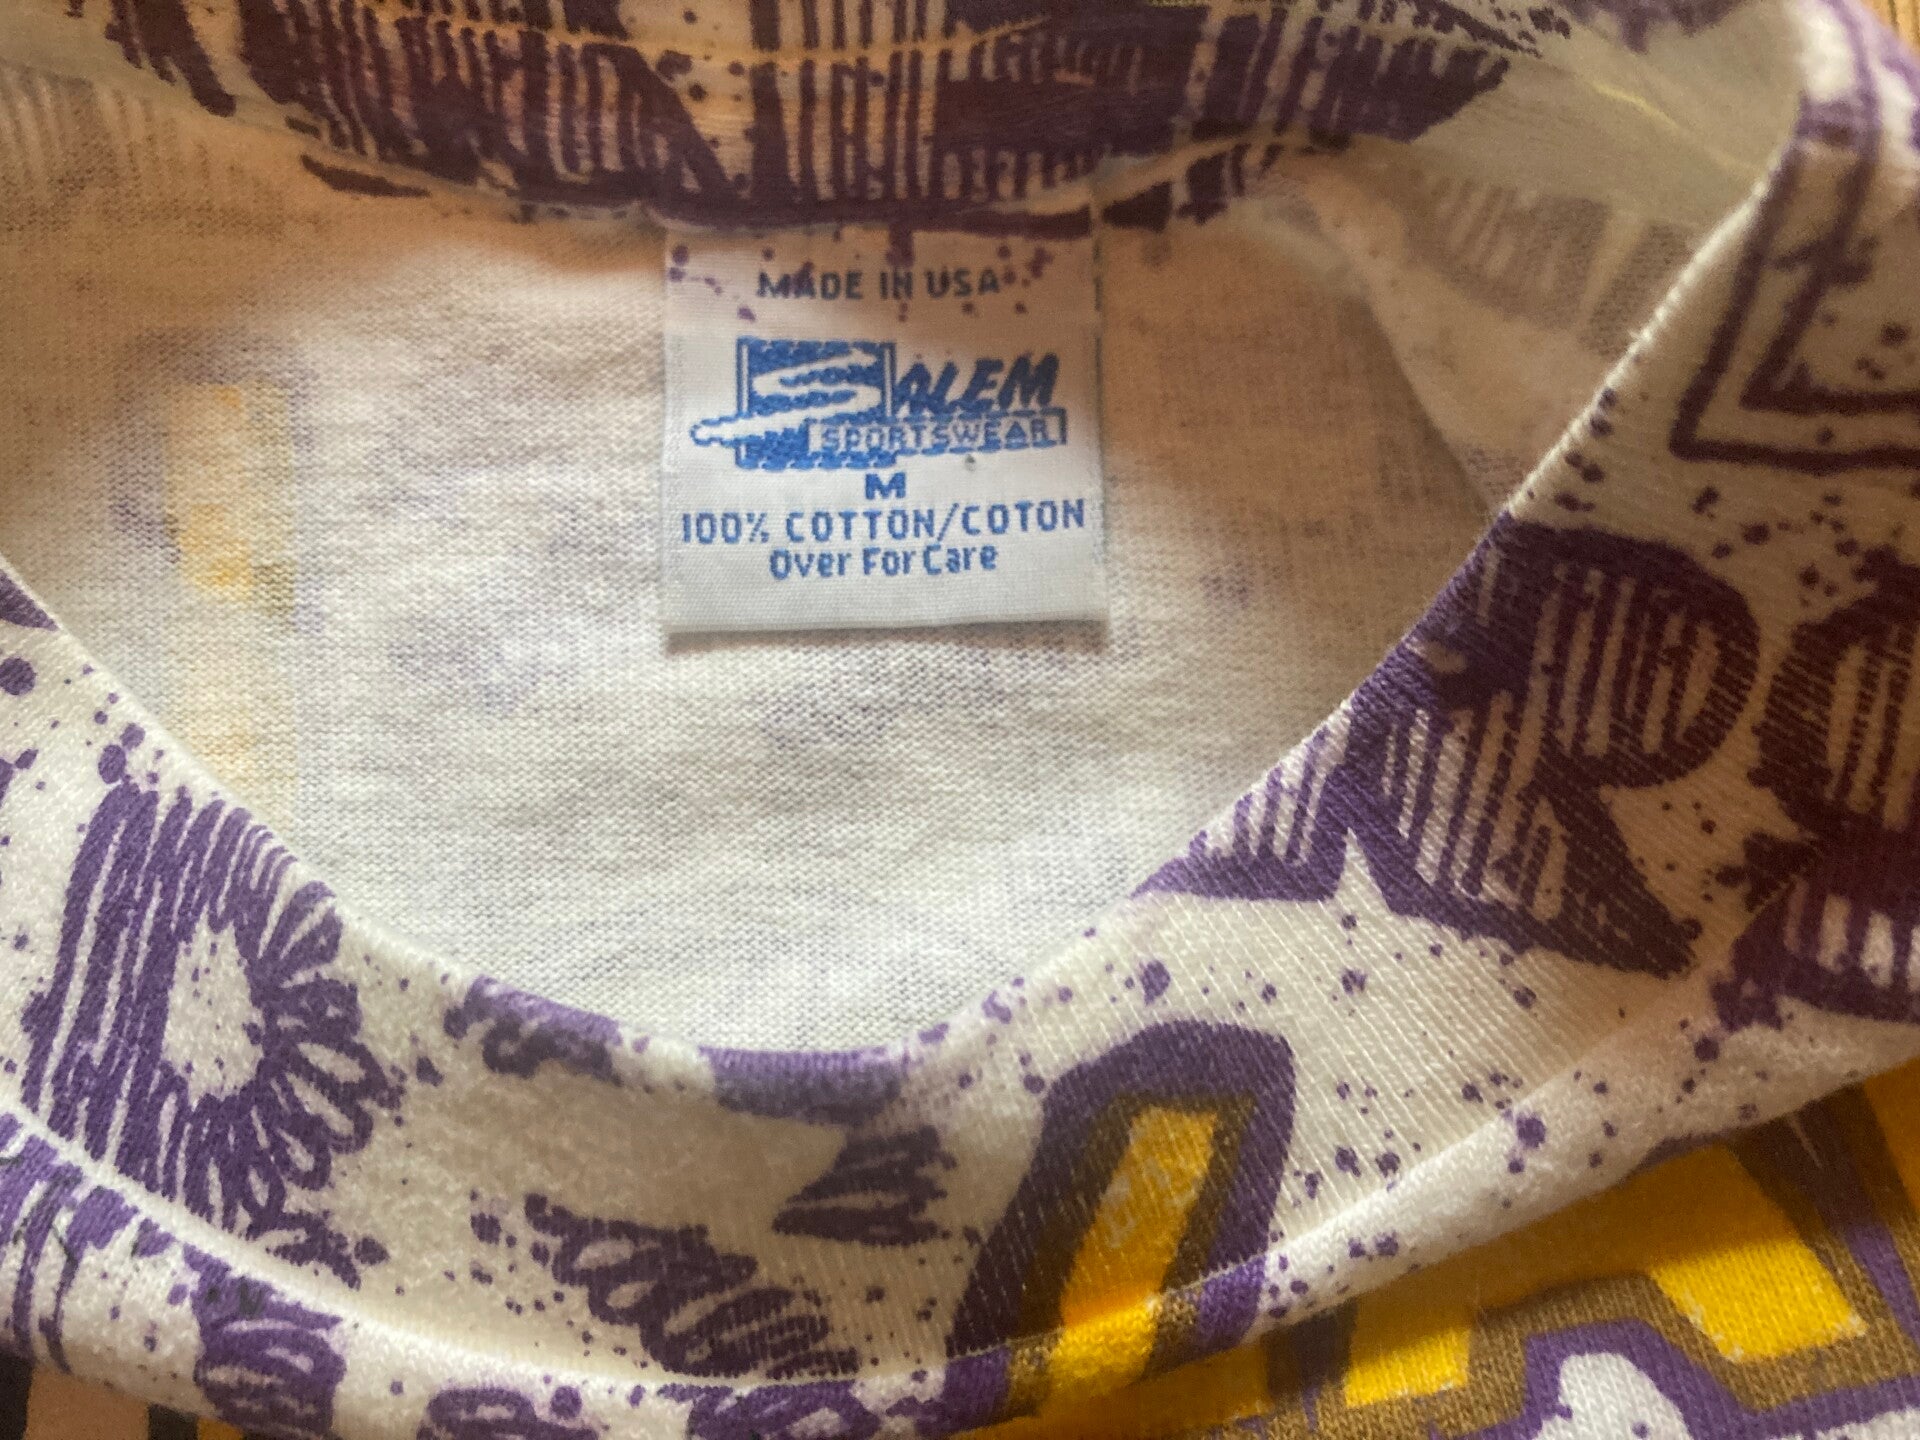 MADE IN USA
SALEM
SPORTSWEAR
M
100% COTTON/COTON
Over For Care